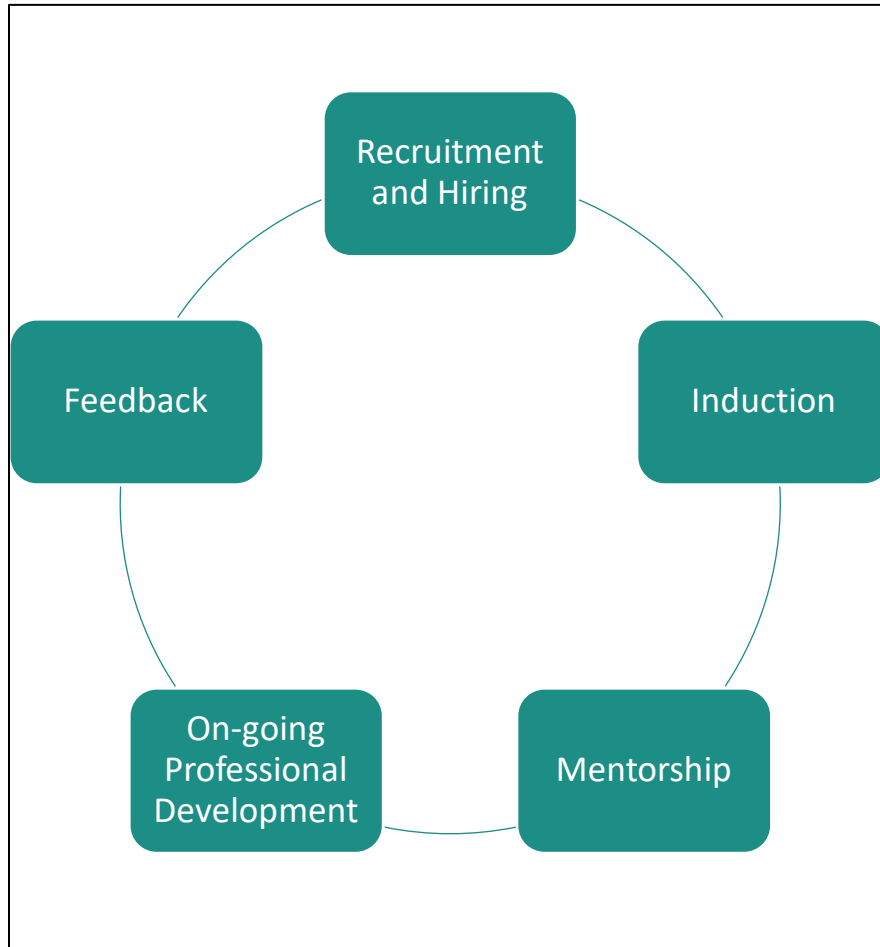 Recruitment
and Hiring
Induction
Mentorship
On-going
Professional
Development
Feedback